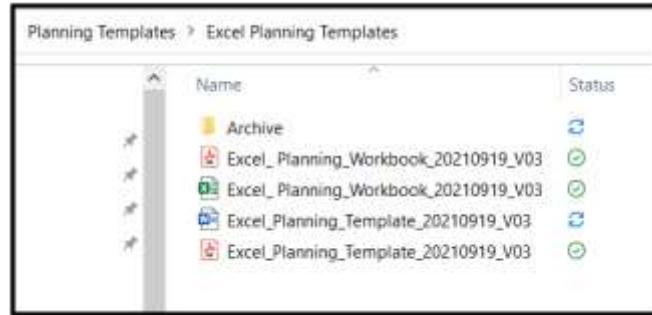 Planning Templates > Excel Planning Templates
Name Status
Archive
Excel_ Planning_Workbook_20210919_V03
Excel_ Planning_Workbook_20210919_V03
Excel_Planning_Template_20210919_V03
Excel_Planning_Template_20210919_V03